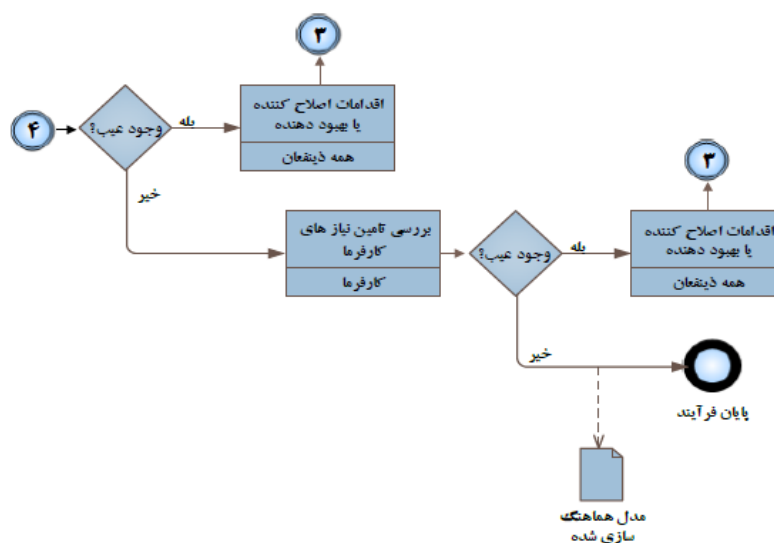 ۳
۴
وجود عیب؟
بله
اقدامات اصلاح کننده
یا بهبود دهنده
همه ذینفعان
خیر
۳
بررسی تامین نیاز های
کارفرما
کارفرما
وجود عیب؟
بله
اقدامات اصلاح کننده
یا بهبود دهنده
همه ذینفعان
خیر
پایان فرآیند
مدل هماهنگ
سازی شده